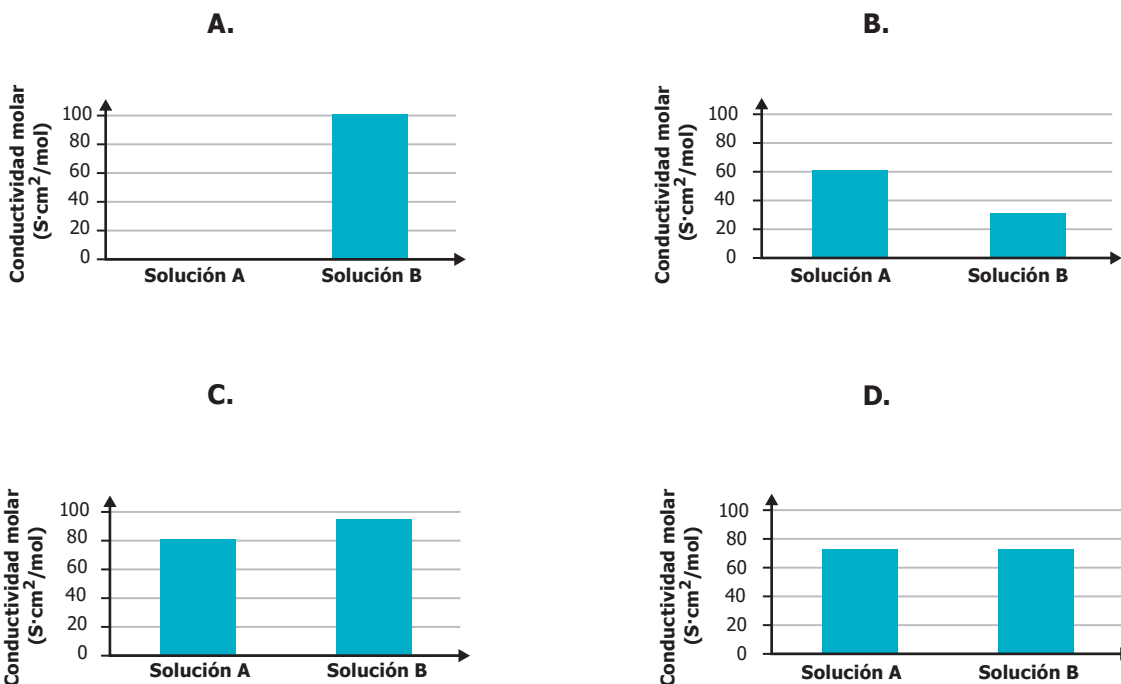 A.
Conductividad molar
(S·cm²/mol)
100
80
60
40
20
0
Solución A
Solución B
B.
Conductividad molar
(S·cm²/mol)
100
80
60
40
20
0
Solución A
Solución B
C.
Conductividad molar
(S·cm²/mol)
100
80
60
40
20
0
Solución A
Solución B
D.
Conductividad molar
(S·cm²/mol)
100
80
60
40
20
0
Solución A
Solución B